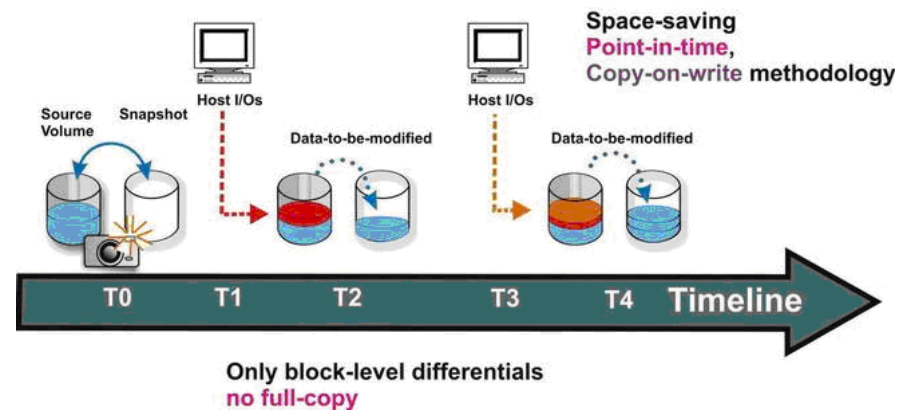 Space-saving
Point-in-time,
Copy-on-write methodology
Host I/Os
Host I/Os
Source
Volume
Snapshot
Data-to-be-modified
Data-to-be-modified
T0
T1
T2
T3
T4
Timeline
Only block-level differentials
no full-copy